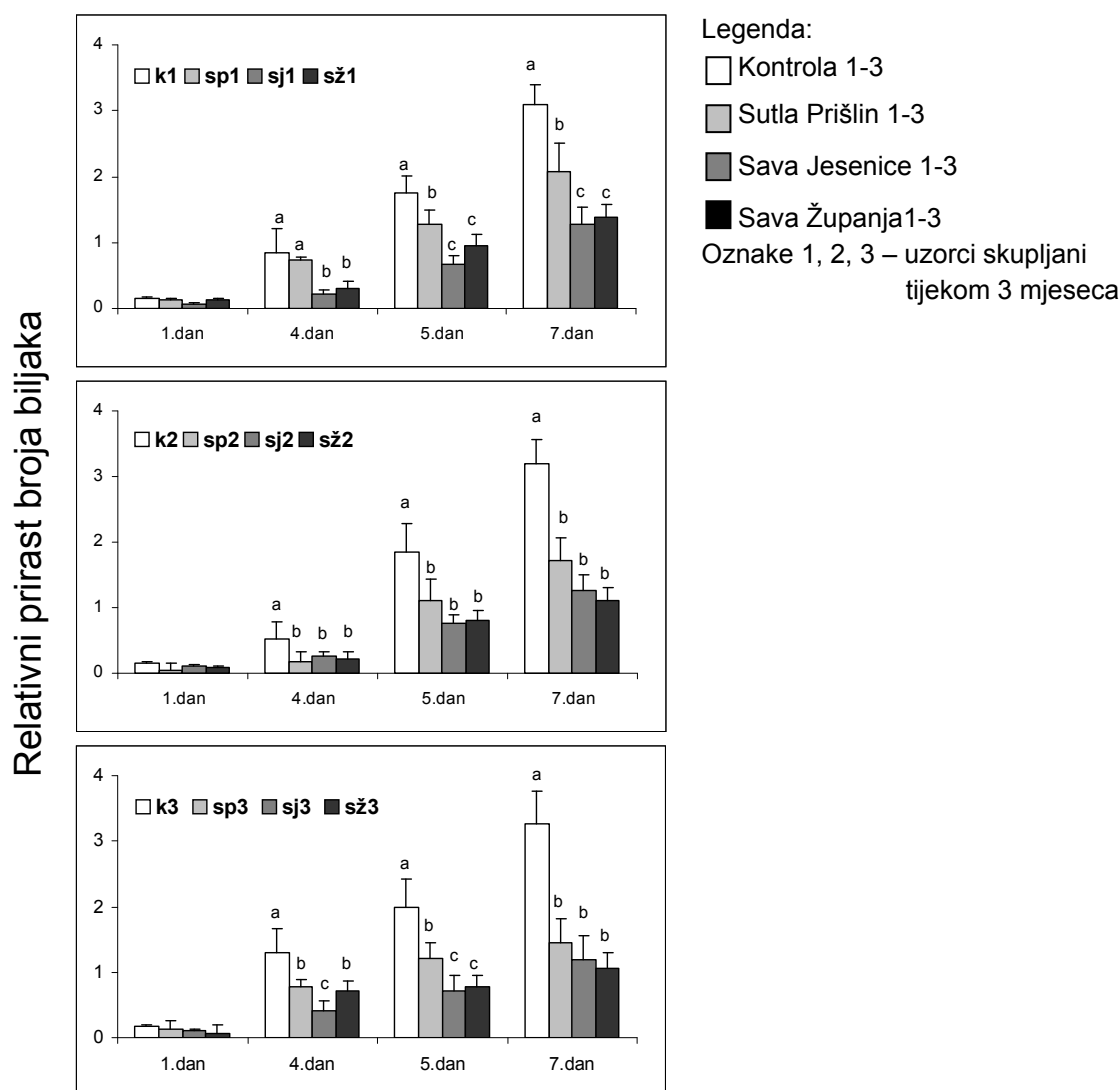 Relativni prirast broja biljaka
4
3
2
1
0
k1 sp1 sj1 sž1
a a b b
a b c c
a b c c
1.dan 4.dan 5.dan 7.dan
4
3
2
1
0
k2 sp2 sj2 sž2
a b b b
a b b b
a b b b
1.dan 4.dan 5.dan 7.dan
4
3
2
1
0
k3 sp3 sj3 sž3
a b c b
a b c c
a b b b
1.dan 4.dan 5.dan 7.dan
Legenda:
Kontrola 1-3
Sutla Prišlin 1-3
Sava Jesenice 1-3
Sava Županja1-3
Oznake 1, 2, 3 – uzorci skupljani
tijekom 3 mjeseca